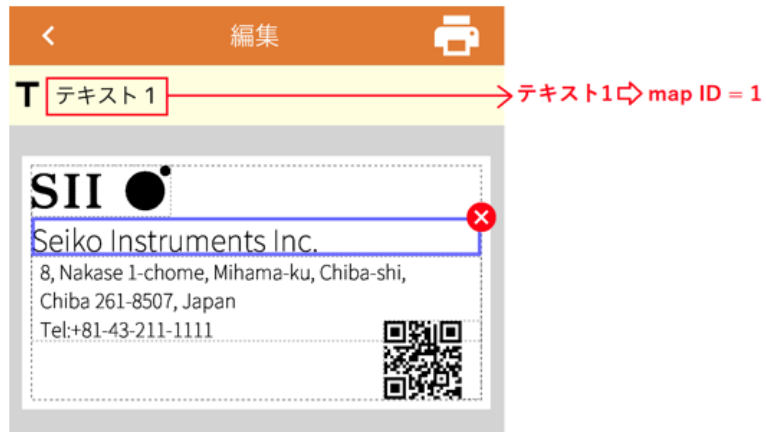 編集
T テキスト 1
テキスト1⇨ map ID = 1
SII
Seiko Instruments Inc.
8, Nakase 1-chome, Mihama-ku, Chiba-shi,
Chiba 261-8507, Japan
Tel:+81-43-211-1111